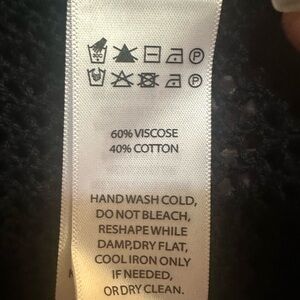 P
P
60% VISCOSE
40% COTTON
HAND WASH COLD,
DO NOT BLEACH,
RESHAPE WHILE
DAMP,DRY FLAT,
COOL IRON ONLY
IF NEEDED,
OR DRY CLEAN.